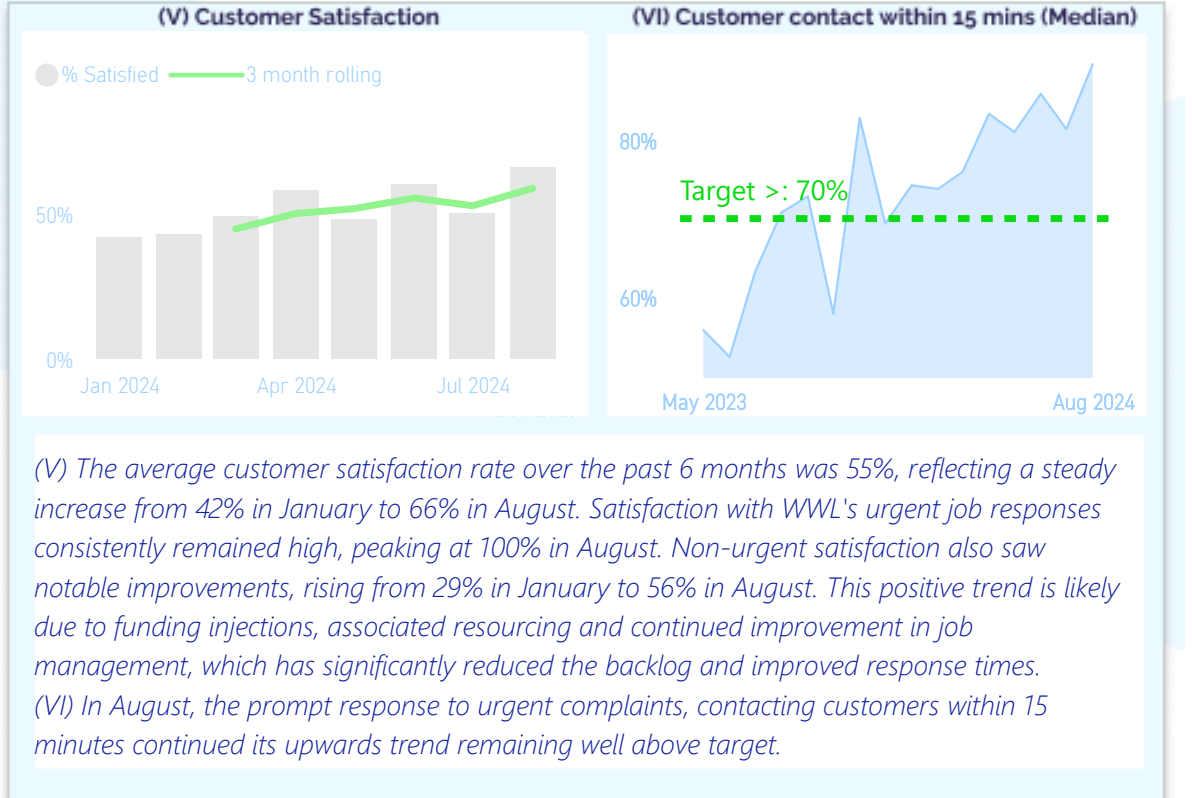 (V) Customer Satisfaction
(VI) Customer contact within 15 mins (Median)
% Satisfied
3 month rolling
50%
0%
Jan 2024
Apr 2024
Jul 2024
80%
Target >: 70%
60%
May 2023
Aug 2024
(V) The average customer satisfaction rate over the past 6 months was 55%, reflecting a steady
increase from 42% in January to 66% in August. Satisfaction with WWL's urgent job responses
consistently remained high, peaking at 100% in August. Non-urgent satisfaction also saw
notable improvements, rising from 29% in January to 56% in August. This positive trend is likely
due to funding injections, associated resourcing and continued improvement in job
management, which has significantly reduced the backlog and improved response times.
(VI) In August, the prompt response to urgent complaints, contacting customers within 15
minutes continued its upwards trend remaining well above target.